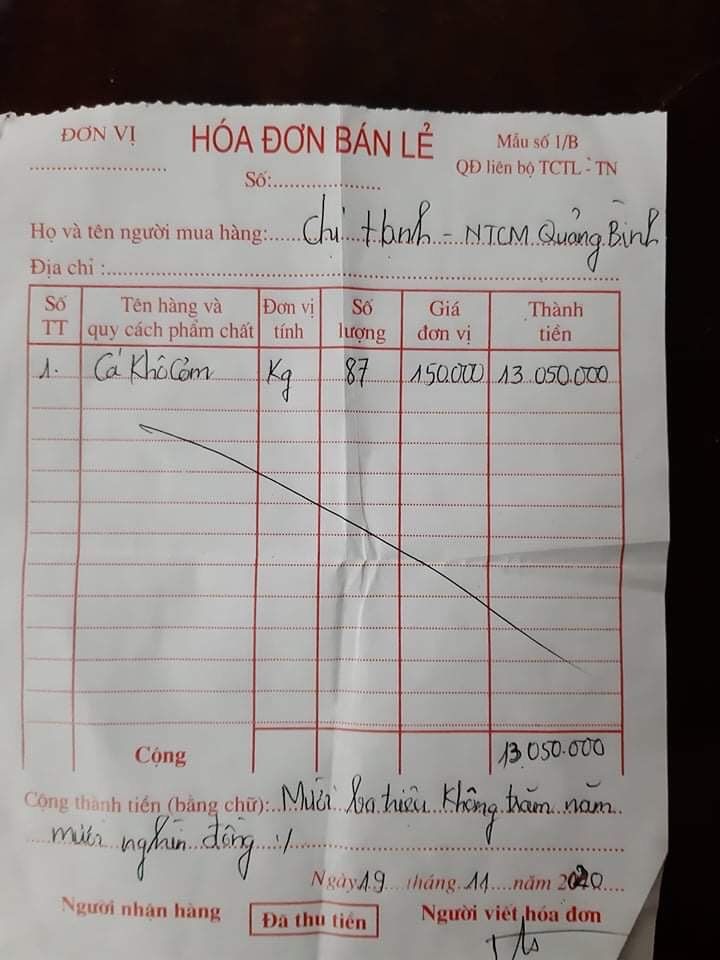 ĐƠN VỊ
HÓA ĐƠN BÁN LẺ
Mẫu số 1/B
QĐ liên bộ TCTL - TN
Số:
Họ và tên người mua hàng: Chị Hạnh - NTCM Quảng Bình
Địa chỉ :
Số TT Tên hàng và quy cách phẩm chất Đơn vị tính Số lượng Giá đơn vị Thành tiền
1. Cá Khô Cơm Kg 87 150.000 13.050.000
Cộng 13.050.000
Cộng thành tiền (bằng chữ): Mười ba triệu không trăm năm
mươi nghìn đồng ./
Ngày 19 tháng 11 năm 2020
Người nhận hàng Đã thu tiền Người viết hóa đơn